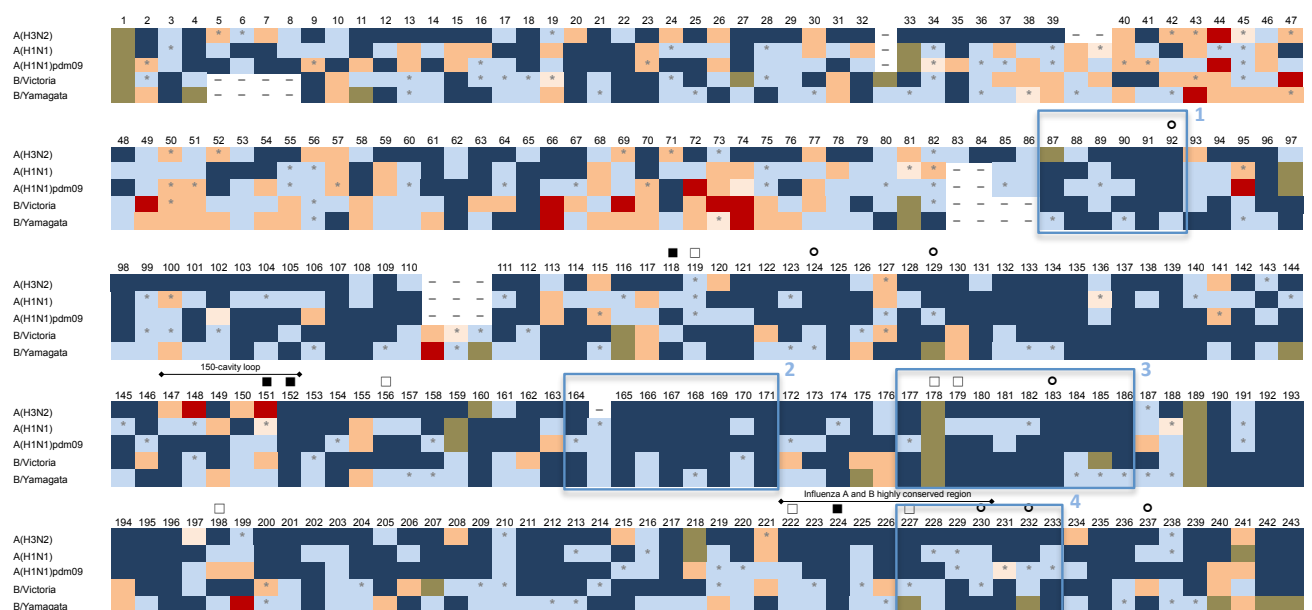 1 2 3 4 5 6 7 8 9 10 11 12 13 14 15 16 17 18 19 20 21 22 23 24 25 26 27 28 29 30 31 32 33 34 35 36 37 38 39 40 41 42 43 44 45 46 47
A(H3N2)
A(H1N1)
A(H1N1)pdm09
B/Victoria
B/Yamagata
1
48 49 50 51 52 53 54 55 56 57 58 59 60 61 62 63 64 65 66 67 68 69 70 71 72 73 74 75 76 77 78 79 80 81 82 83 84 85 86 87 88 89 90 91 92 93 94 95 96 97
A(H3N2)
A(H1N1)
A(H1N1)pdm09
B/Victoria
B/Yamagata
98 99 100 101 102 103 104 105 106 107 108 109 110 111 112 113 114 115 116 117 118 119 120 121 122 123 124 125 126 127 128 129 130 131 132 133 134 135 136 137 138 139 140 141 142 143 144
A(H3N2)
A(H1N1)
A(H1N1)pdm09
B/Victoria
B/Yamagata
150-cavity loop
2
3
145 146 147 148 149 150 151 152 153 154 155 156 157 158 159 160 161 162 163 164 165 166 167 168 169 170 171 172 173 174 175 176 177 178 179 180 181 182 183 184 185 186 187 188 189 190 191 192 193
A(H3N2)
A(H1N1)
A(H1N1)pdm09
B/Victoria
B/Yamagata
Influenza A and B highly conserved region
4
194 195 196 197 198 199 200 201 202 203 204 205 206 207 208 209 210 211 212 213 214 215 216 217 218 219 220 221 222 223 224 225 226 227 228 229 230 231 232 233 234 235 236 237 238 239 240 241 242 243
A(H3N2)
A(H1N1)
A(H1N1)pdm09
B/Victoria
B/Yamagata